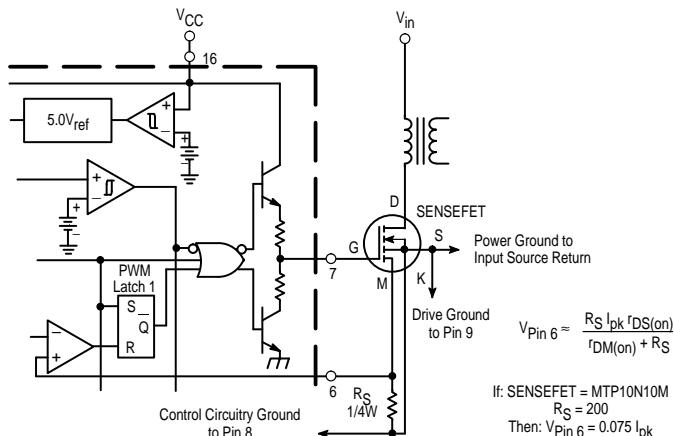 VCC
Vin
16
+
–
5.0Vref
+
–
+
–
+
–
D
SENSEFET
S
G
Power Ground to
Input Source Return
7
M
K
PWM
Latch 1
Drive Ground
to Pin 9
S
Q
R
–
+
VPin 6 ≈ RS Ipk rDS(on)
rDM(on) + RS
6
RS
1/4W
If: SENSEFET = MTP10N10M
RS = 200
Then: VPin 6 = 0.075 Ipk
Control Circuitry Ground
to Pin 8